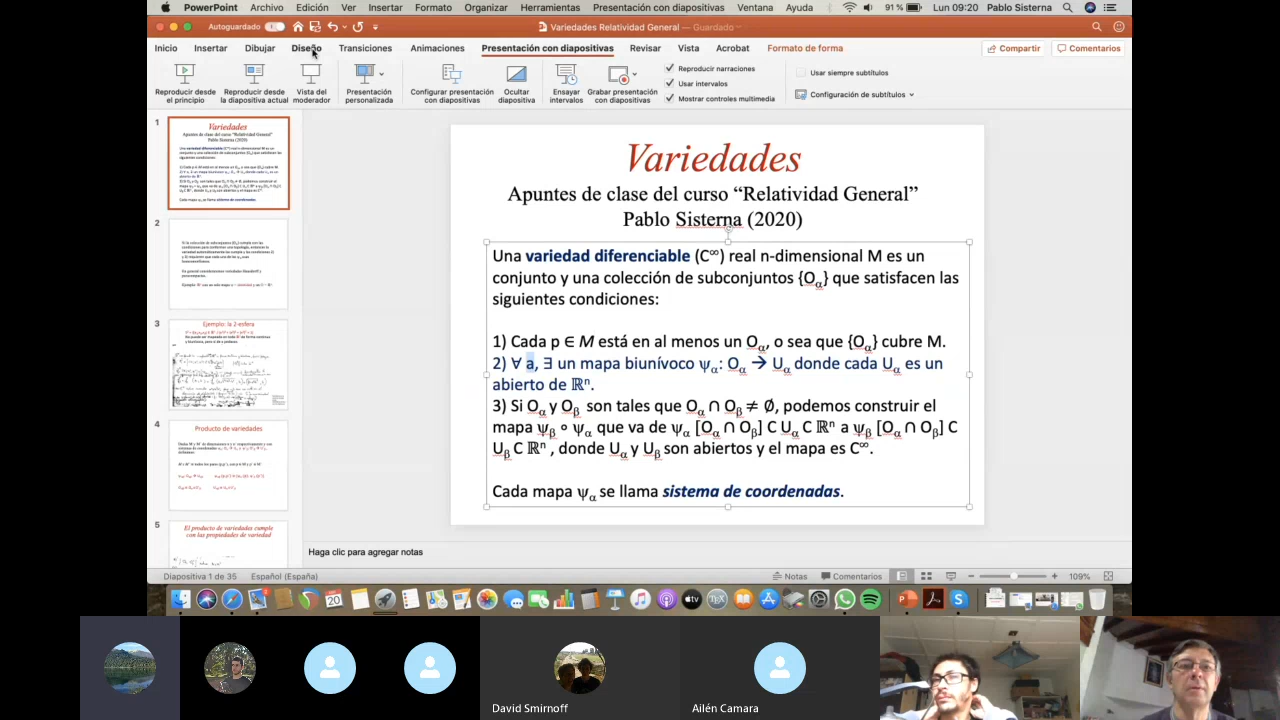 PowerPoint Archivo Edición Ver Insertar Formato Organizar Herramientas Presentación con diapositivas Ventana Ayuda 91 % Lun 09:20 Pablo Sisterna
Autoguardado Variedades Relatividad General — Guardado
Inicio Insertar Dibujar Diseño Transiciones Animaciones Presentación con diapositivas Revisar Vista Acrobat Formato de forma Compartir Comentarios
Reproducir desde el principio
Reproducir desde la diapositiva actual
Vista del moderador
Presentación personalizada
Configurar presentación con diapositivas
Ocultar diapositiva
Ensayar intervalos
Grabar presentación con diapositivas
Reproducir narraciones
Usar intervalos
Mostrar controles multimedia
Usar siempre subtítulos
Configuración de subtítulos
1
Variedades
Apuntes de clase del curso "Relatividad General"
Pablo Sisterna (2020)
2
3
Ejemplo: la 2-esfera
4
Producto de variedades
5
El producto de variedades cumple
con las propiedades de variedad
Variedades
Apuntes de clase del curso “Relatividad General”
Pablo Sisterna (2020)
Una variedad diferenciable (C∞) real n-dimensional M es un
conjunto y una colección de subconjuntos {Oα} que satisfacen las
siguientes condiciones:
1) Cada p ∈ M está en al menos un Oα, o sea que {Oα} cubre M.
2) ∀ a, ∃ un mapa biunívoco ψα: Oα → Uα donde cada Uα es un
abierto de ℝⁿ.
3) Si Oα y Oβ son tales que Oα ∩ Oβ ≠ Ø, podemos construir el
mapa ψβ ∘ ψα que va de ψα [Oα ∩ Oβ] C Uα C ℝⁿ a ψβ [Oα ∩ Oβ] C
Uβ C ℝⁿ , donde Uα y Uβ son abiertos y el mapa es C∞.
Cada mapa ψα se llama sistema de coordenadas.
Haga clic para agregar notas
Diapositiva 1 de 35 Español (España) Notas Comentarios 109%
20
David Smirnoff
Ailén Camara